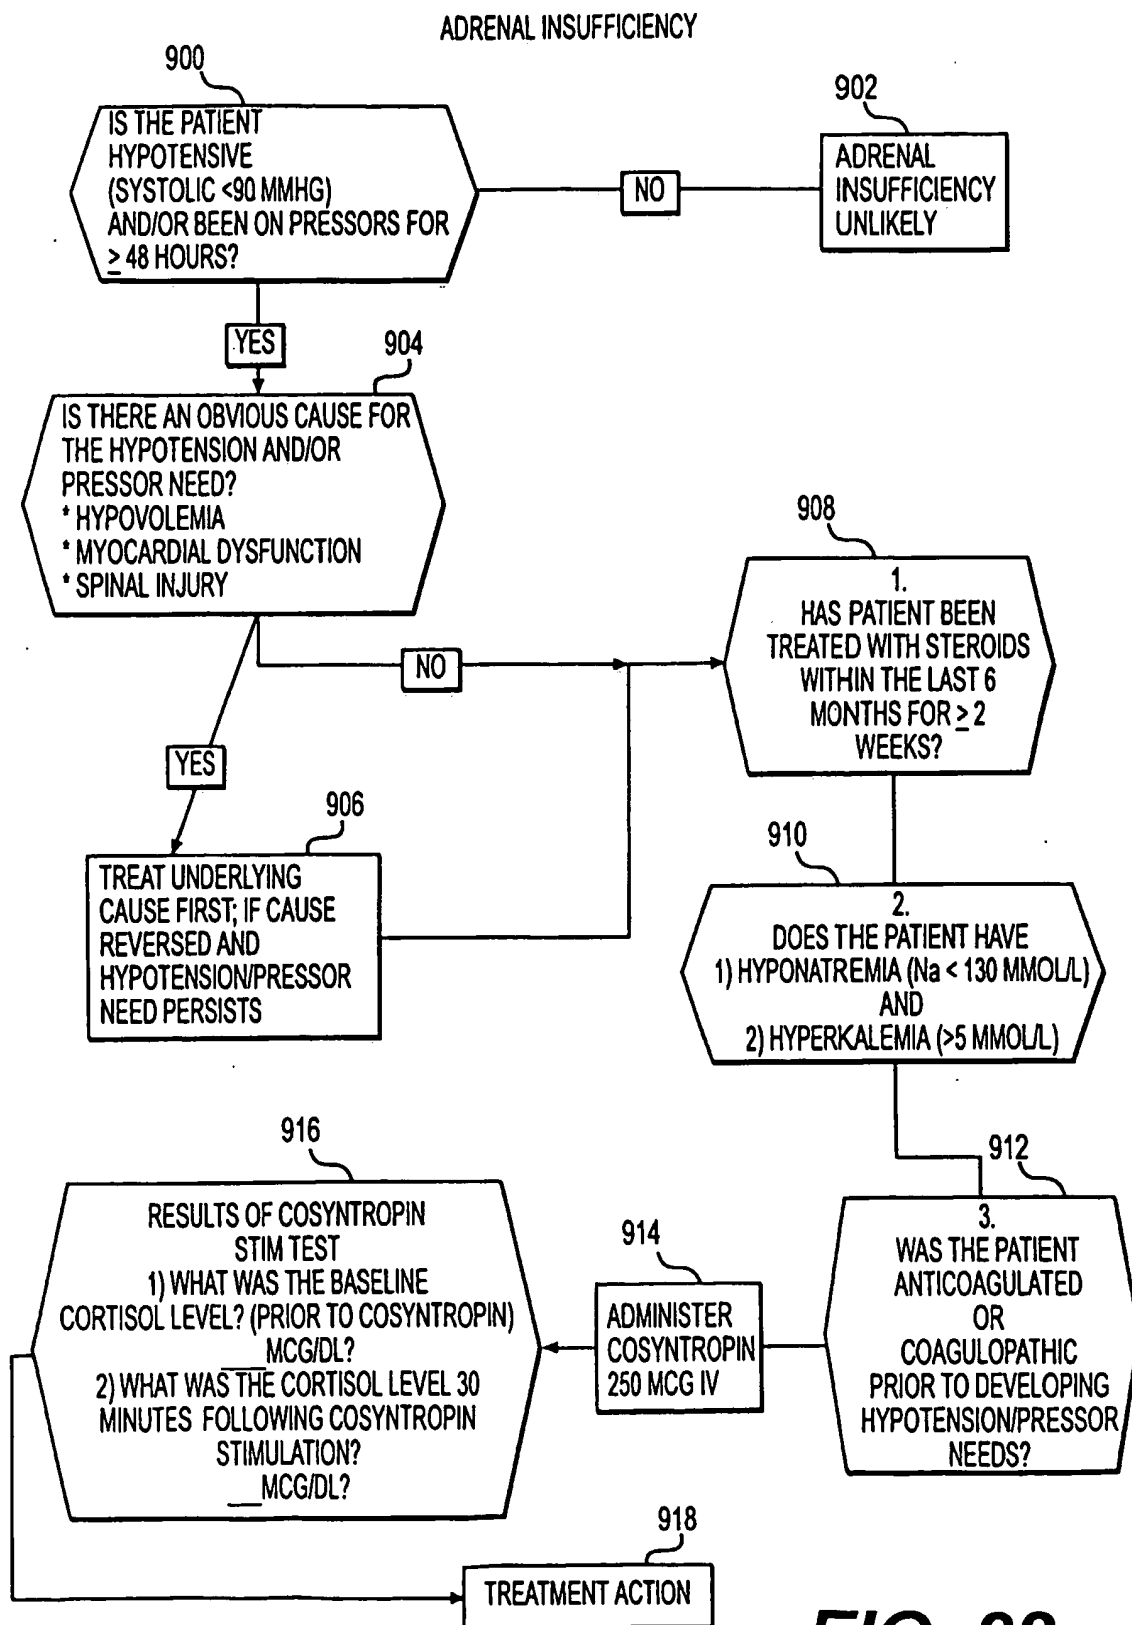 ADRENAL INSUFFICIENCY
900
IS THE PATIENT
HYPOTENSIVE
(SYSTOLIC <90 MMHG)
AND/OR BEEN ON PRESSORS FOR
≥ 48 HOURS?
NO
902
ADRENAL
INSUFFICIENCY
UNLIKELY
YES
904
IS THERE AN OBVIOUS CAUSE FOR
THE HYPOTENSION AND/OR
PRESSOR NEED?
* HYPOVOLEMIA
* MYOCARDIAL DYSFUNCTION
* SPINAL INJURY
NO
YES
906
TREAT UNDERLYING
CAUSE FIRST; IF CAUSE
REVERSED AND
HYPOTENSION/PRESSOR
NEED PERSISTS
908
1.
HAS PATIENT BEEN
TREATED WITH STEROIDS
WITHIN THE LAST 6
MONTHS FOR ≥ 2
WEEKS?
910
2.
DOES THE PATIENT HAVE
1) HYPONATREMIA (Na < 130 MMOL/L)
AND
2) HYPERKALEMIA (>5 MMOL/L)
912
3.
WAS THE PATIENT
ANTICOAGULATED
OR
COAGULOPATHIC
PRIOR TO DEVELOPING
HYPOTENSION/PRESSOR
NEEDS?
914
ADMINISTER
COSYNTROPIN
250 MCG IV
916
RESULTS OF COSYNTROPIN
STIM TEST
1) WHAT WAS THE BASELINE
CORTISOL LEVEL? (PRIOR TO COSYNTROPIN)
___MCG/DL?
2) WHAT WAS THE CORTISOL LEVEL 30
MINUTES FOLLOWING COSYNTROPIN
STIMULATION?
___MCG/DL?
918
TREATMENT ACTION